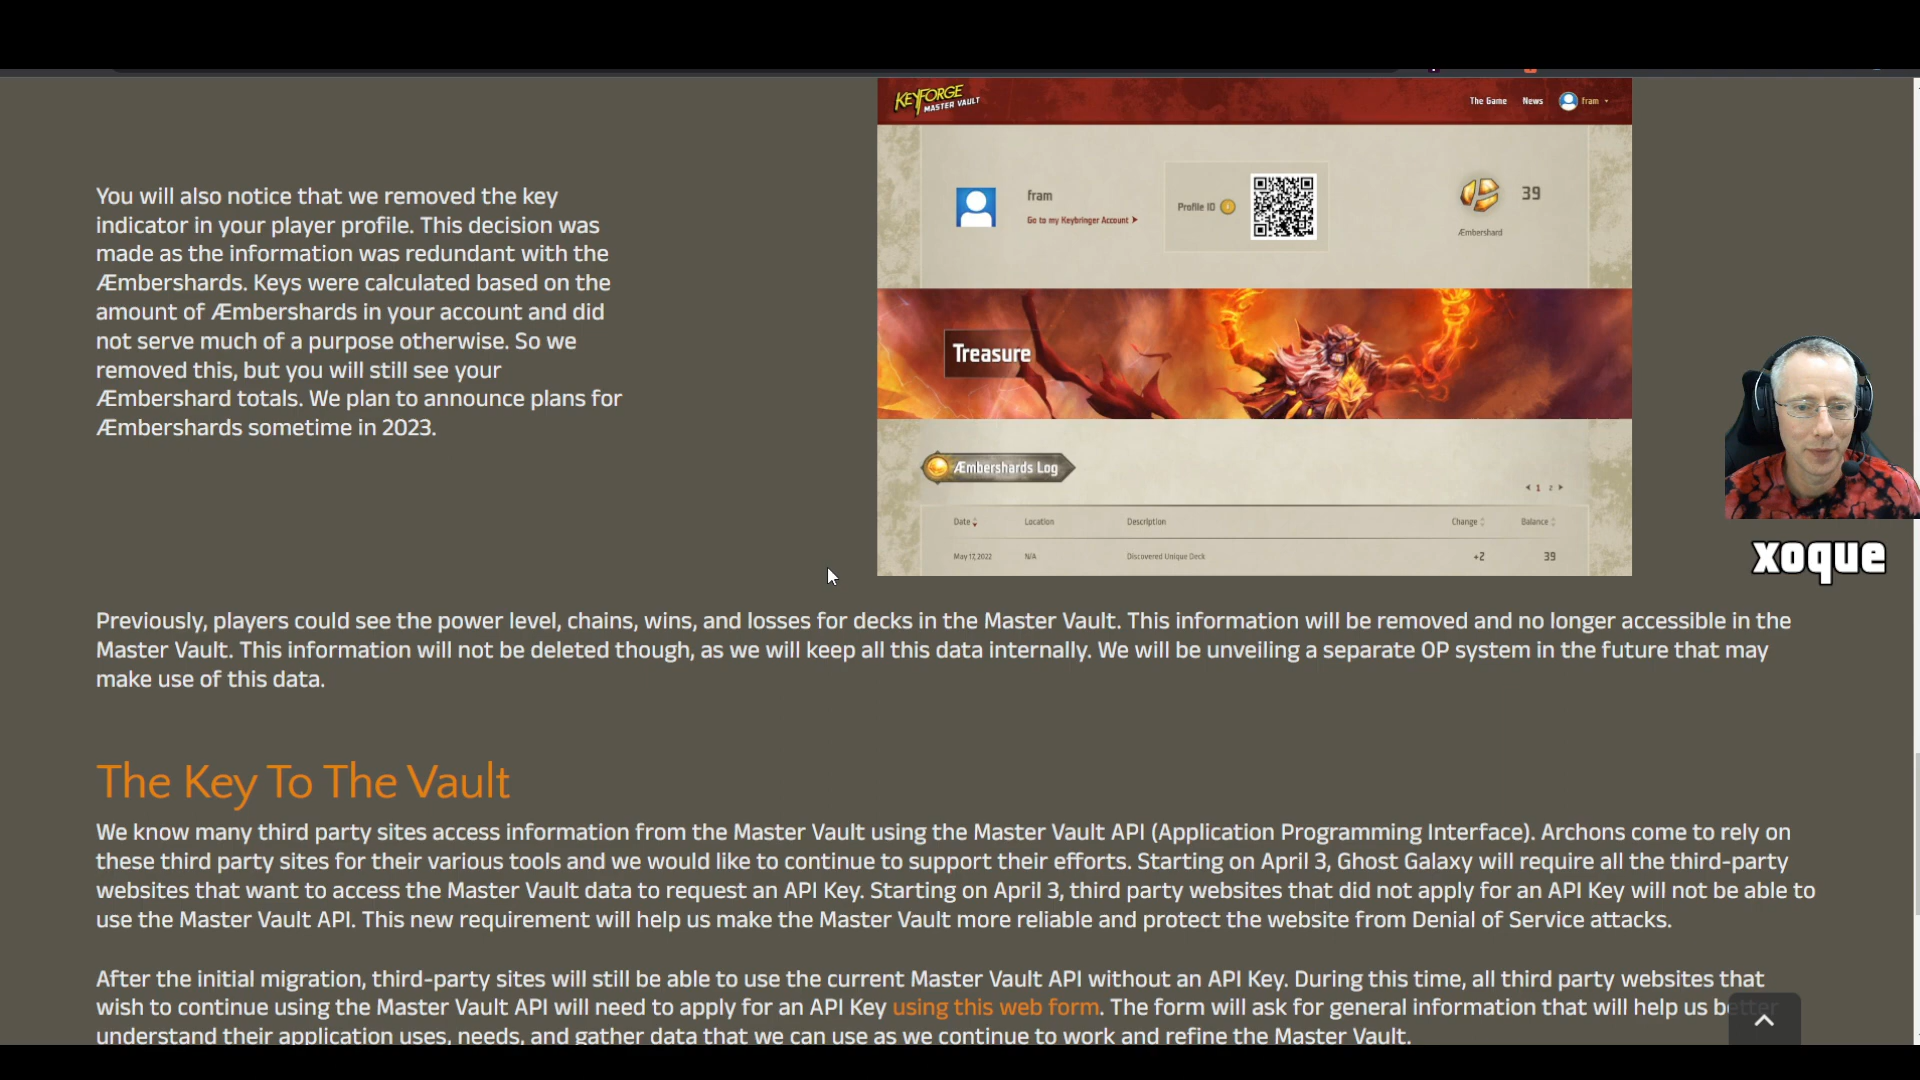 KEYFORGE
MASTER VAULT
The Game News fram
fram
Go to my Keybringer Account
Profile ID
39
Æmbershard
Treasure
Æmbershards Log
1 2
Date Location Description Change Balance
May 17, 2022 N/A Discovered Unique Deck +2 39
You will also notice that we removed the key
indicator in your player profile. This decision was
made as the information was redundant with the
Æmbershards. Keys were calculated based on the
amount of Æmbershards in your account and did
not serve much of a purpose otherwise. So we
removed this, but you will still see your
Æmbershard totals. We plan to announce plans for
Æmbershards sometime in 2023.
xoque
Previously, players could see the power level, chains, wins, and losses for decks in the Master Vault. This information will be removed and no longer accessible in the
Master Vault. This information will not be deleted though, as we will keep all this data internally. We will be unveiling a separate OP system in the future that may
make use of this data.
The Key To The Vault
We know many third party sites access information from the Master Vault using the Master Vault API (Application Programming Interface). Archons come to rely on
these third party sites for their various tools and we would like to continue to support their efforts. Starting on April 3, Ghost Galaxy will require all the third-party
websites that want to access the Master Vault data to request an API Key. Starting on April 3, third party websites that did not apply for an API Key will not be able to
use the Master Vault API. This new requirement will help us make the Master Vault more reliable and protect the website from Denial of Service attacks.
After the initial migration, third-party sites will still be able to use the current Master Vault API without an API Key. During this time, all third party websites that
wish to continue using the Master Vault API will need to apply for an API Key using this web form. The form will ask for general information that will help us better
understand their application uses, needs, and gather data that we can use as we continue to work and refine the Master Vault.